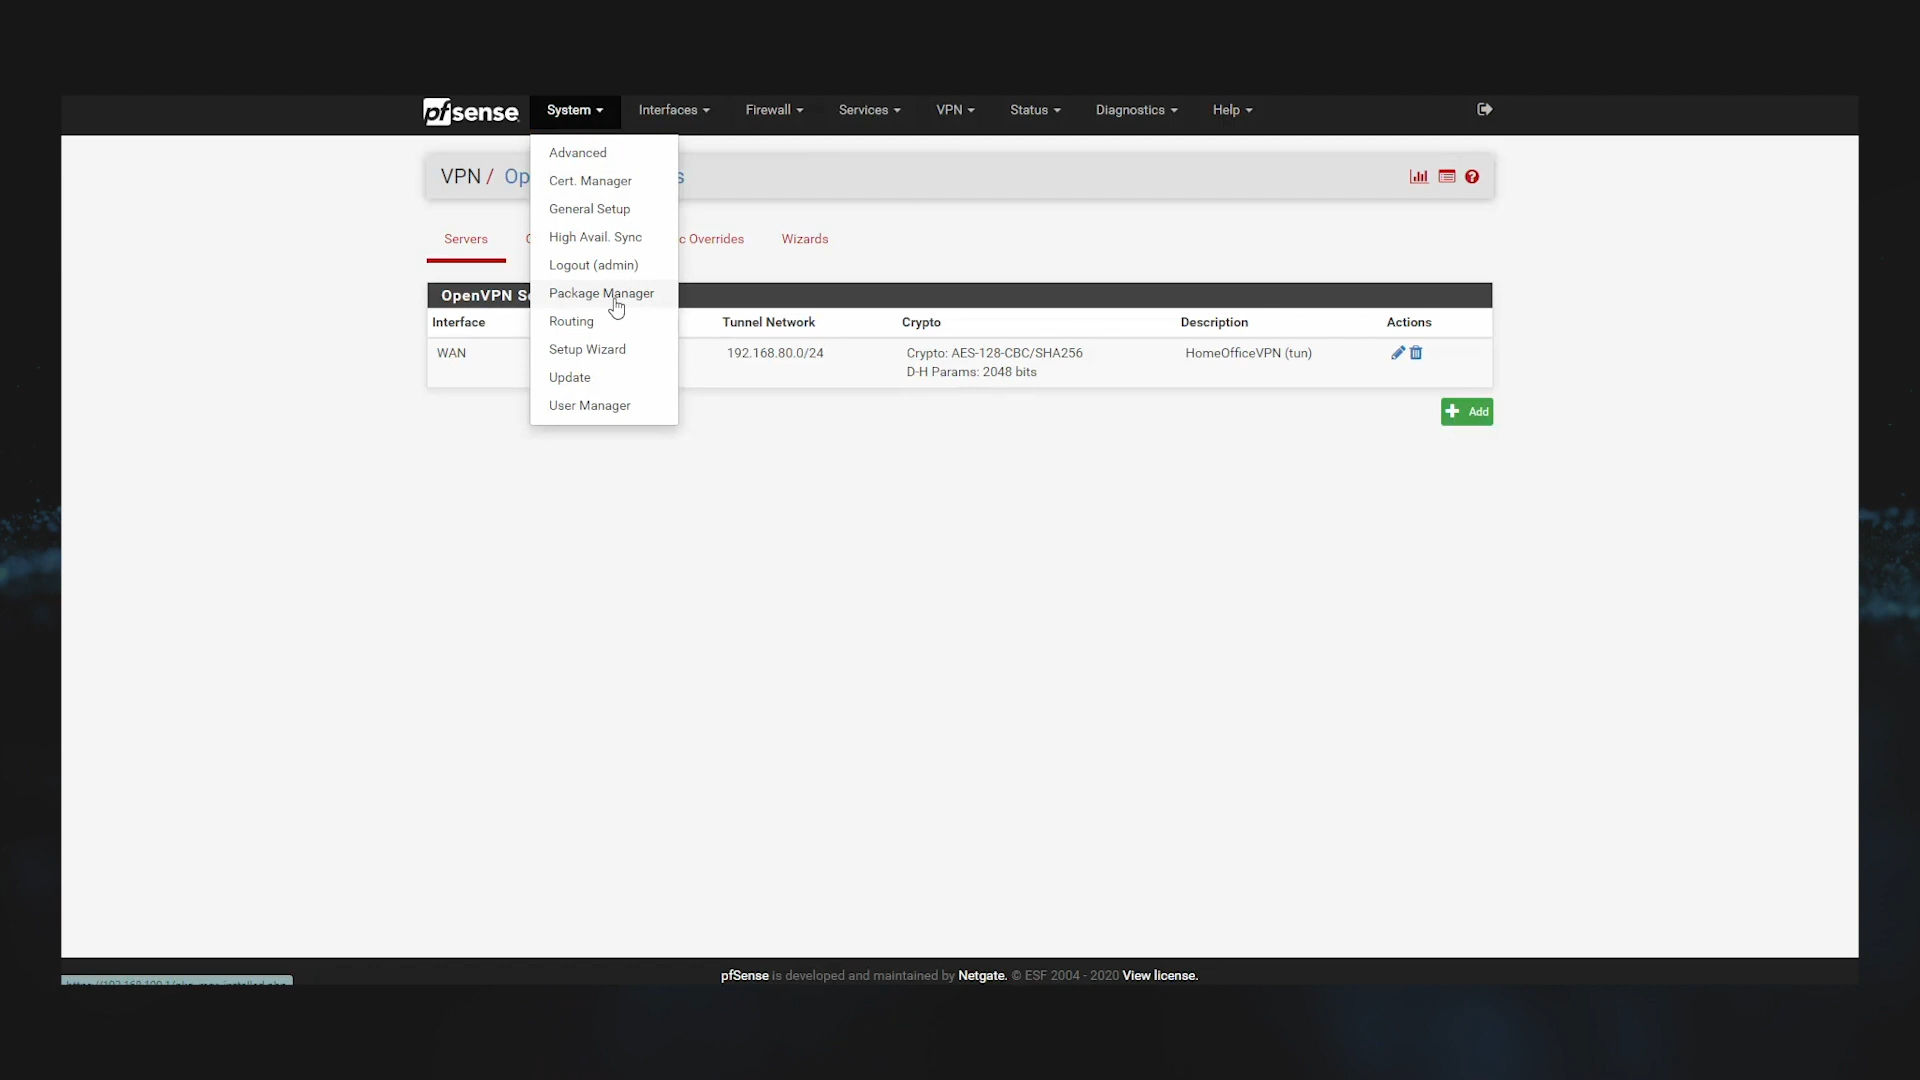 pfsense System Interfaces Firewall Services VPN Status Diagnostics Help
Advanced
Cert. Manager
General Setup
High Avail. Sync
Logout (admin)
Package Manager
Routing
Setup Wizard
Update
User Manager
VPN / Op s
Servers c Overrides Wizards
OpenVPN Se
Interface Tunnel Network Crypto Description Actions
WAN 192.168.80.0/24 Crypto: AES-128-CBC/SHA256 HomeOfficeVPN (tun)
D-H Params: 2048 bits
Add
pfSense is developed and maintained by Netgate. © ESF 2004 - 2020 View license.